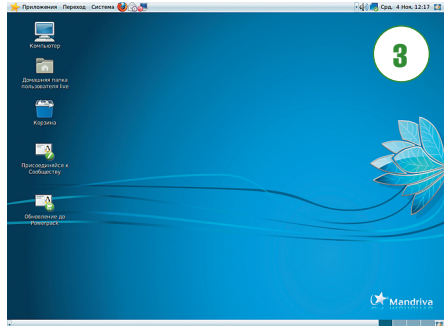 Приложения Переход Система
Срд, 4 Ноя, 12:17
3
Компьютер
Домашняя папка
пользователя live
Корзина
Присоединяйся к
Сообществу
Обновление до
Powerpack
Mandriva